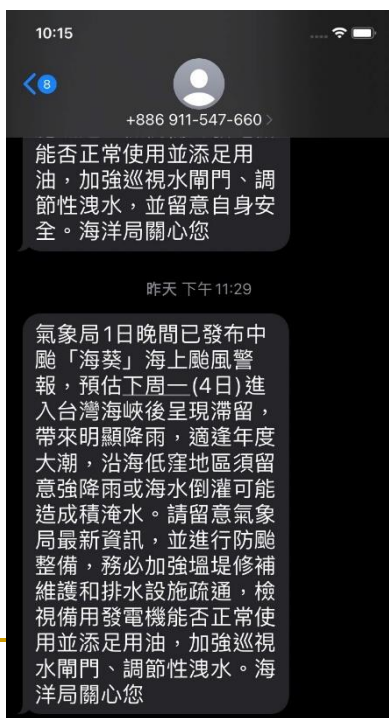 10:15
8
+886 911-547-660 >
能否正常使用並添足用
油，加強巡視水閘門、調
節性洩水，並留意自身安
全。海洋局關心您
昨天 下午11:29
氣象局1日晚間已發布中
颱「海葵」海上颱風警
報，預估下周一(4日)進
入台灣海峽後呈現滯留，
帶來明顯降雨，適逢年度
大潮，沿海低窪地區須留
意強降雨或海水倒灌可能
造成積淹水。請留意氣象
局最新資訊，並進行防颱
整備，務必加強塭堤修補
維護和排水設施疏通，檢
視備用發電機能否正常使
用並添足用油，加強巡視
水閘門、調節性洩水。海
洋局關心您